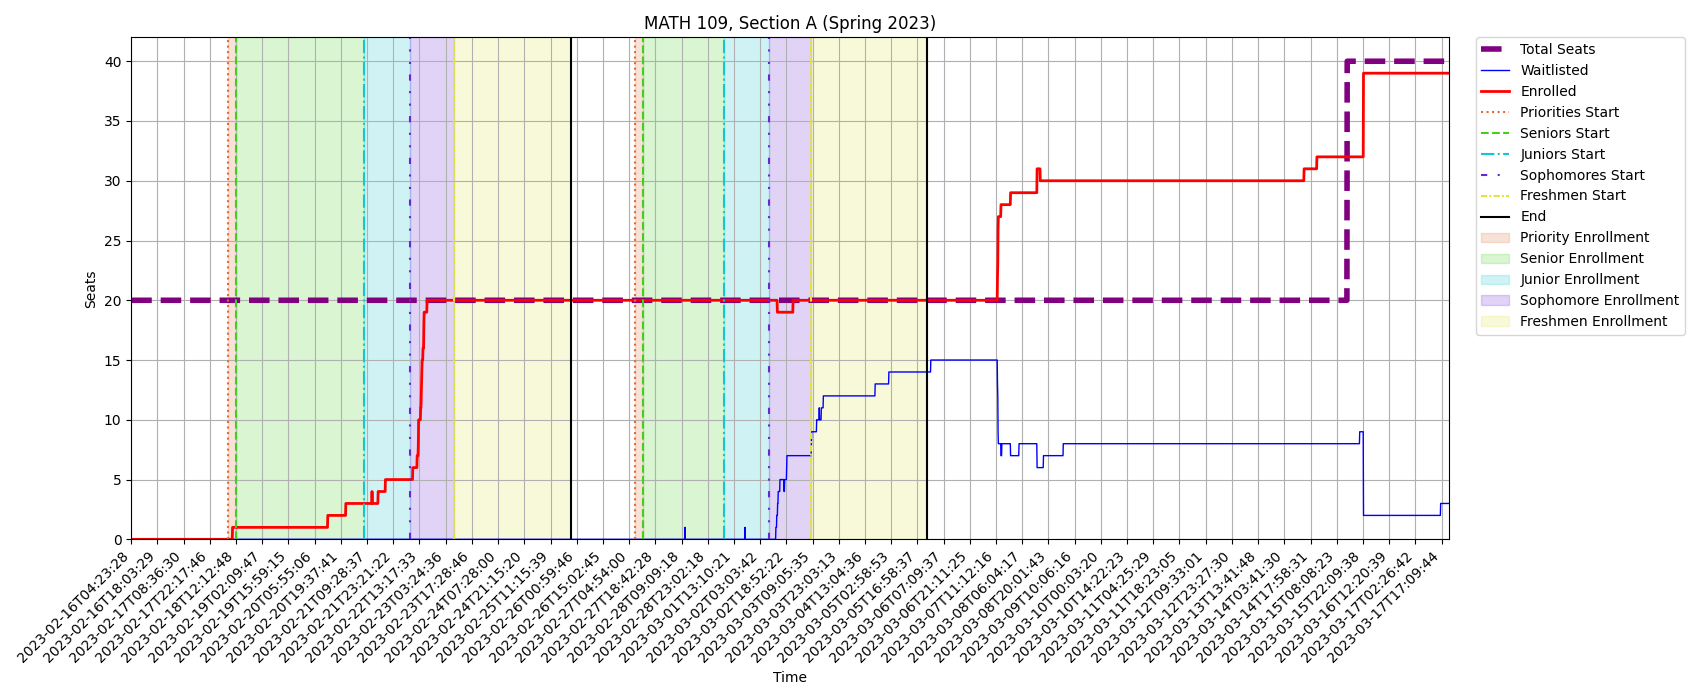 MATH 109, Section A (Spring 2023)
Seats
40
35
30
25
20
15
10
5
0
2023-02-16T04:23:28
2023-02-16T18:03:29
2023-02-17T08:36:30
2023-02-17T22:17:46
2023-02-18T12:12:48
2023-02-19T02:09:47
2023-02-19T15:59:15
2023-02-20T05:55:06
2023-02-20T19:37:41
2023-02-21T09:28:37
2023-02-21T23:21:22
2023-02-22T13:17:33
2023-02-23T03:24:36
2023-02-23T17:28:46
2023-02-24T07:28:00
2023-02-24T21:15:20
2023-02-25T11:15:39
2023-02-26T00:59:46
2023-02-26T15:02:45
2023-02-27T04:54:00
2023-02-27T18:42:28
2023-02-28T09:09:18
2023-02-28T23:02:18
2023-03-01T13:10:21
2023-03-02T03:03:42
2023-03-02T18:52:22
2023-03-03T09:05:35
2023-03-03T23:03:13
2023-03-04T13:04:36
2023-03-05T02:58:53
2023-03-05T16:58:37
2023-03-06T07:09:37
2023-03-06T21:11:25
2023-03-07T11:12:16
2023-03-08T06:04:17
2023-03-08T20:01:43
2023-03-09T10:06:16
2023-03-10T00:03:20
2023-03-10T14:22:23
2023-03-11T04:25:29
2023-03-11T18:23:05
2023-03-12T09:33:01
2023-03-12T23:27:30
2023-03-13T13:41:48
2023-03-14T03:41:30
2023-03-14T17:58:31
2023-03-15T08:08:23
2023-03-15T22:09:38
2023-03-16T12:20:39
2023-03-17T02:26:42
2023-03-17T17:09:44
Time
Total Seats
Waitlisted
Enrolled
Priorities Start
Seniors Start
Juniors Start
Sophomores Start
Freshmen Start
End
Priority Enrollment
Senior Enrollment
Junior Enrollment
Sophomore Enrollment
Freshmen Enrollment